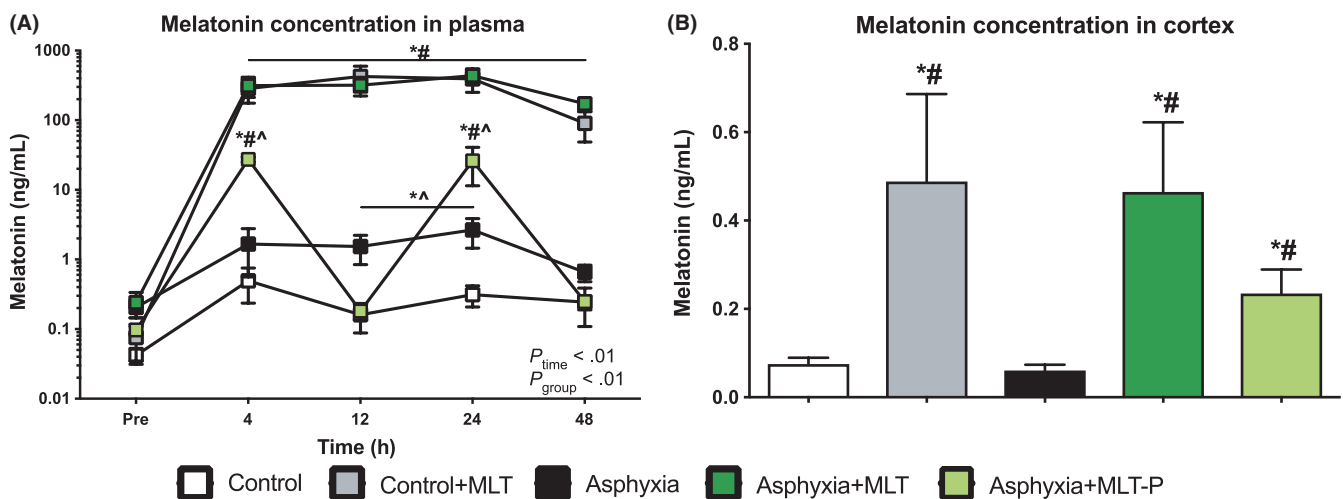 (A)
Melatonin concentration in plasma
Melatonin (ng/mL)
1000
100
10
1
0.1
0.01
*#
*#^
*#^
*^
P time < .01
P group < .01
Pre 4 12 24 48
Time (h)
(B)
Melatonin concentration in cortex
Melatonin (ng/mL)
0.8
0.6
0.4
0.2
0.0
*#
*#
*#
Control Control+MLT Asphyxia Asphyxia+MLT Asphyxia+MLT-P